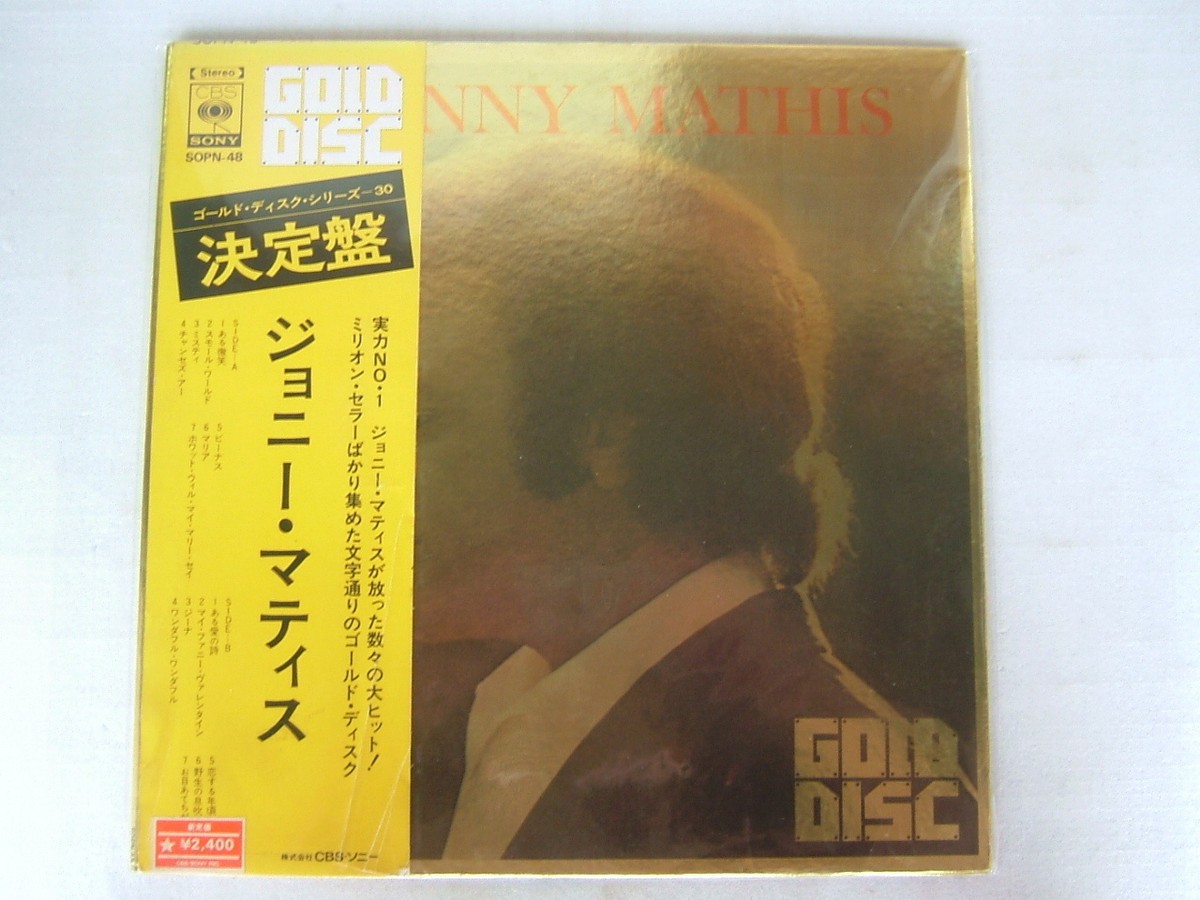 【Stereo】
CBS
SONY
SOPN-48
GOLD
DISC
ゴールド・ディスク・シリーズ—30
決定盤
ジョニー・マティス
実力NO・1 ジョニー・マティスが放った数々の大ヒット！
ミリオン・セラーばかり集めた文字通りのゴールド・ディスク
SIDE—A
1 ある微笑
2 スモール・ワールド
3 ミスティ
4 チャンセズ・アー
5 ビーナス
6 マリア
7 ホワット・ウィル・マイ・マリー・セイ
SIDE—B
1 ある愛の詩
2 マイ・ファニー・ヴァレンタイン
3 ジーナ
4 ワンダフル・ワンダフル
5 恋する年頃
6 野生の息吹
7 お目あて
新定価
★ ¥2,400
株式会社CBS・ソニー
NNY MATHIS
GOLD
DISC